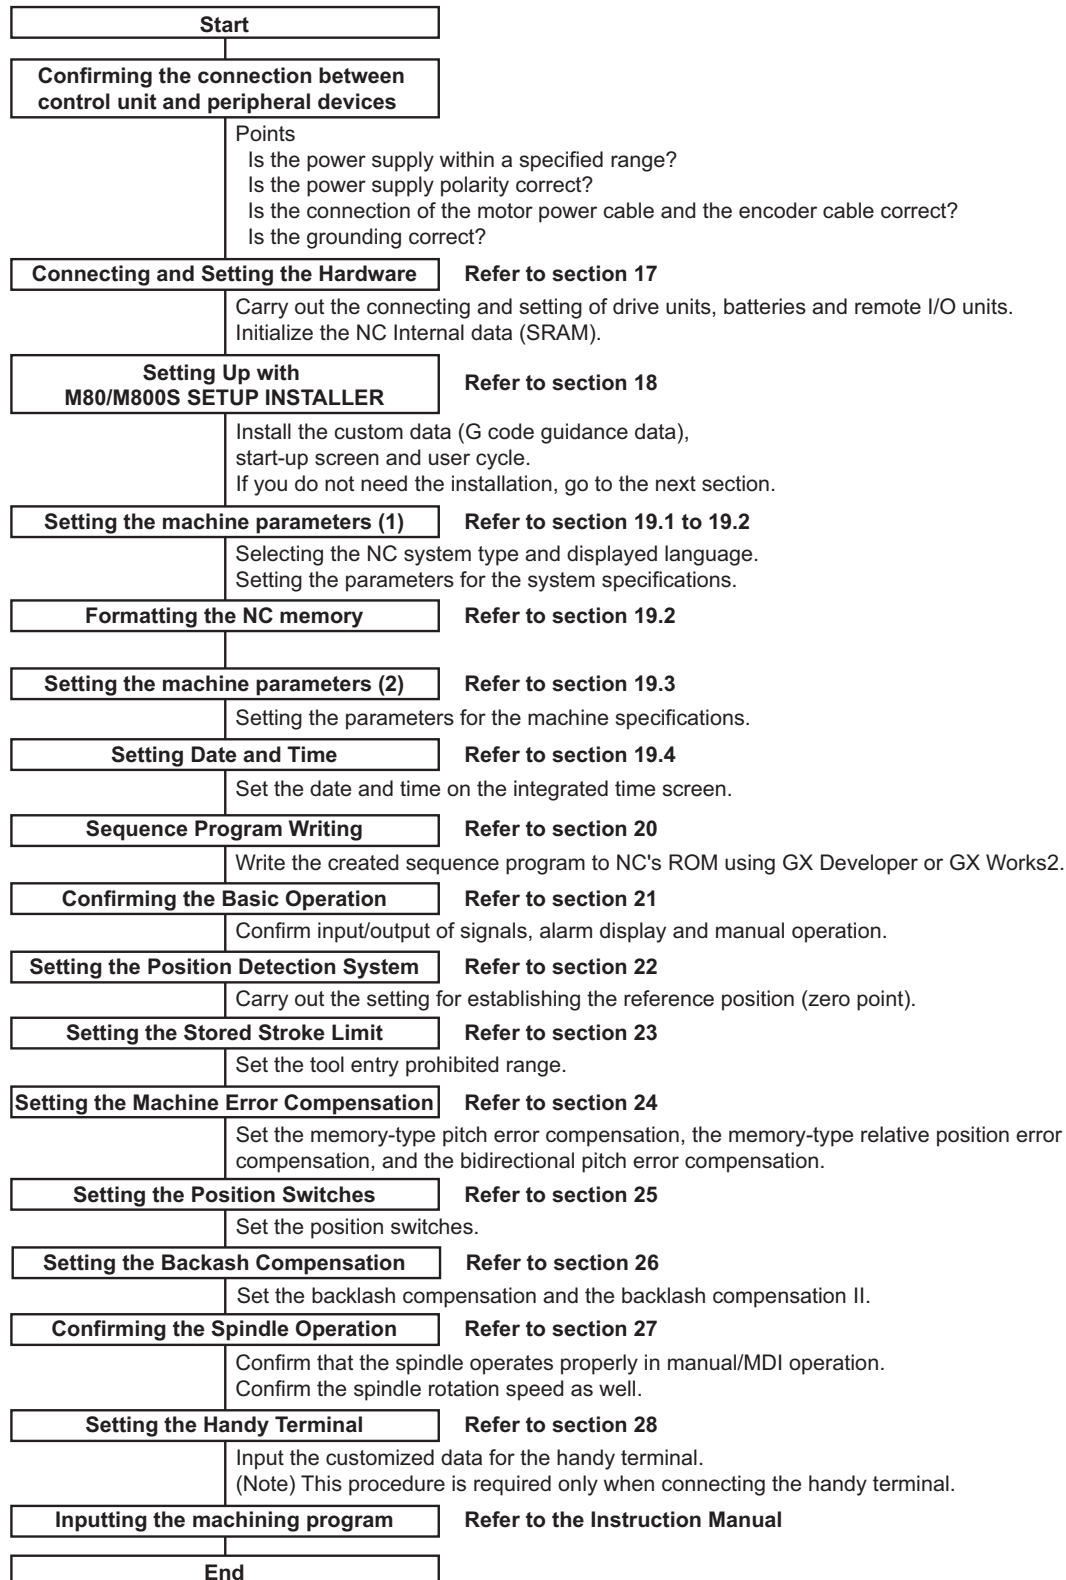 Start
Confirming the connection between
control unit and peripheral devices
Points
Is the power supply within a specified range?
Is the power supply polarity correct?
Is the connection of the motor power cable and the encoder cable correct?
Is the grounding correct?
Connecting and Setting the Hardware Refer to section 17
Carry out the connecting and setting of drive units, batteries and remote I/O units.
Initialize the NC Internal data (SRAM).
Setting Up with
M80/M800S SETUP INSTALLER
Refer to section 18
Install the custom data (G code guidance data),
start-up screen and user cycle.
If you do not need the installation, go to the next section.
Setting the machine parameters (1) Refer to section 19.1 to 19.2
Selecting the NC system type and displayed language.
Setting the parameters for the system specifications.
Formatting the NC memory Refer to section 19.2
Setting the machine parameters (2) Refer to section 19.3
Setting the parameters for the machine specifications.
Setting Date and Time Refer to section 19.4
Set the date and time on the integrated time screen.
Sequence Program Writing Refer to section 20
Write the created sequence program to NC's ROM using GX Developer or GX Works2.
Confirming the Basic Operation Refer to section 21
Confirm input/output of signals, alarm display and manual operation.
Setting the Position Detection System Refer to section 22
Carry out the setting for establishing the reference position (zero point).
Setting the Stored Stroke Limit Refer to section 23
Set the tool entry prohibited range.
Setting the Machine Error Compensation Refer to section 24
Set the memory-type pitch error compensation, the memory-type relative position error
compensation, and the bidirectional pitch error compensation.
Setting the Position Switches Refer to section 25
Set the position switches.
Setting the Backash Compensation Refer to section 26
Set the backlash compensation and the backlash compensation II.
Confirming the Spindle Operation Refer to section 27
Confirm that the spindle operates properly in manual/MDI operation.
Confirm the spindle rotation speed as well.
Setting the Handy Terminal Refer to section 28
Input the customized data for the handy terminal.
(Note) This procedure is required only when connecting the handy terminal.
Inputting the machining program Refer to the Instruction Manual
End